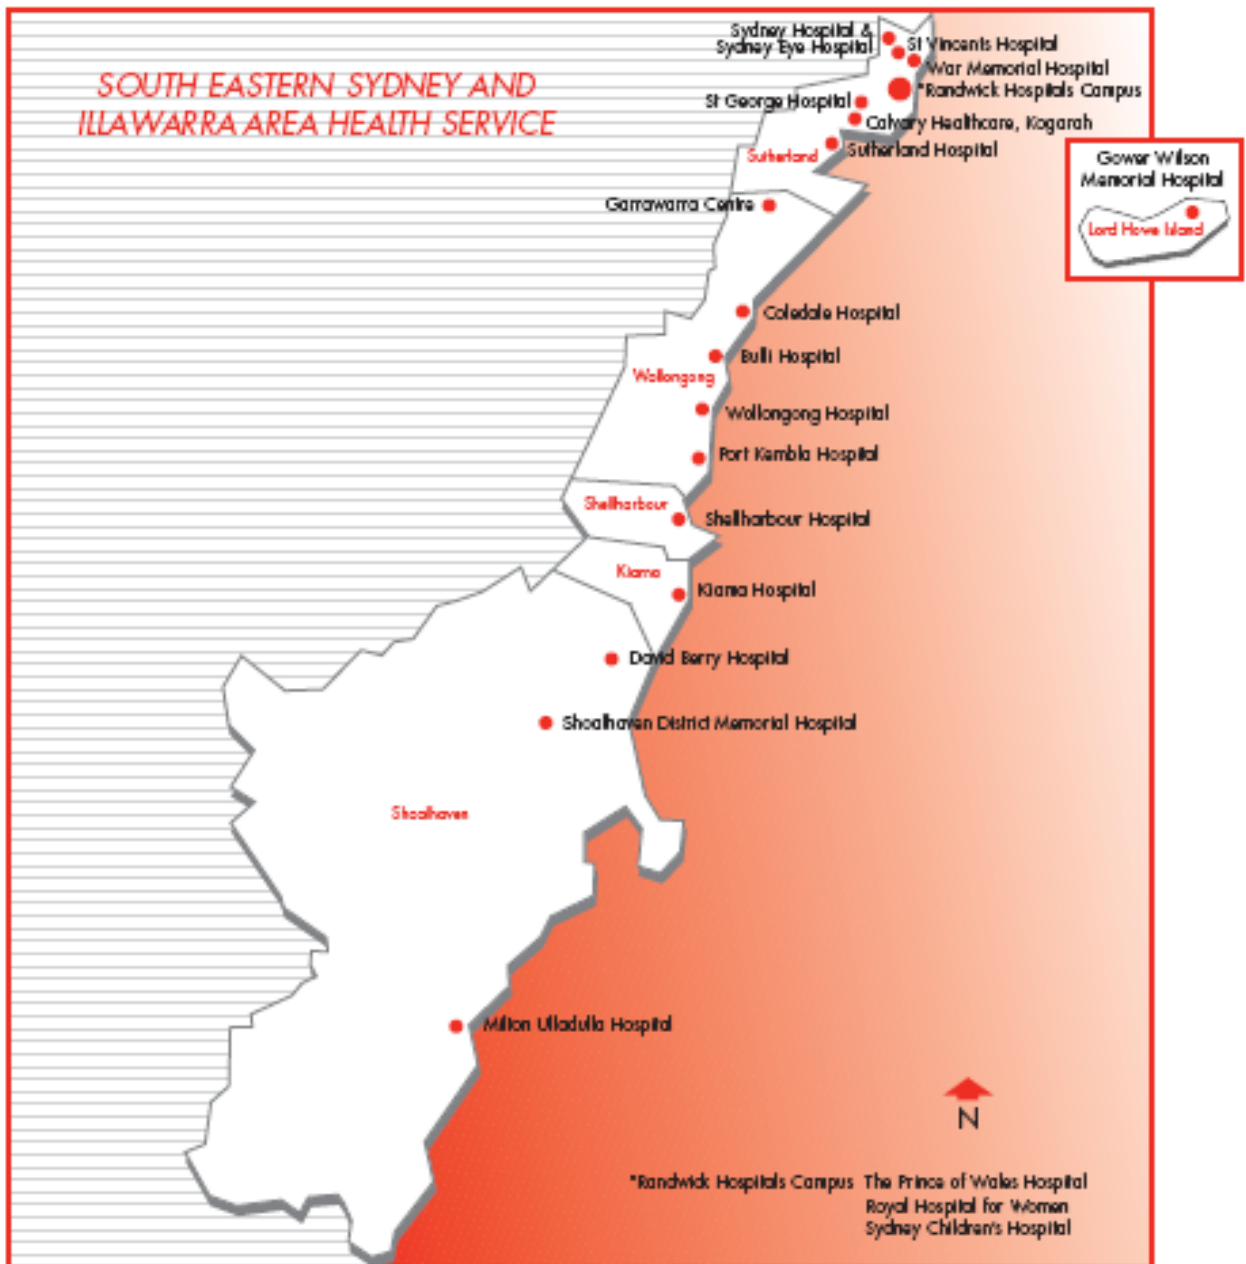 SOUTH EASTERN SYDNEY AND
ILLAWARRA AREA HEALTH SERVICE
Sydney Hospital &
Sydney Eye Hospital
St Vincents Hospital
War Memorial Hospital
*Randwick Hospitals Campus
St George Hospital
Calvary Healthcare, Kogarah
Sutherland Hospital
Sutherland
Gower Wilson
Memorial Hospital
Lord Howe Island
Garrawarra Centre
Coledale Hospital
Bulli Hospital
Wollongong
Wollongong Hospital
Port Kembla Hospital
Shellharbour
Shellharbour Hospital
Kiama
Kiama Hospital
David Berry Hospital
Shoalhaven District Memorial Hospital
Shoalhaven
Milton Ulladulla Hospital
N
*Randwick Hospitals Campus The Prince of Wales Hospital
Royal Hospital for Women
Sydney Children's Hospital